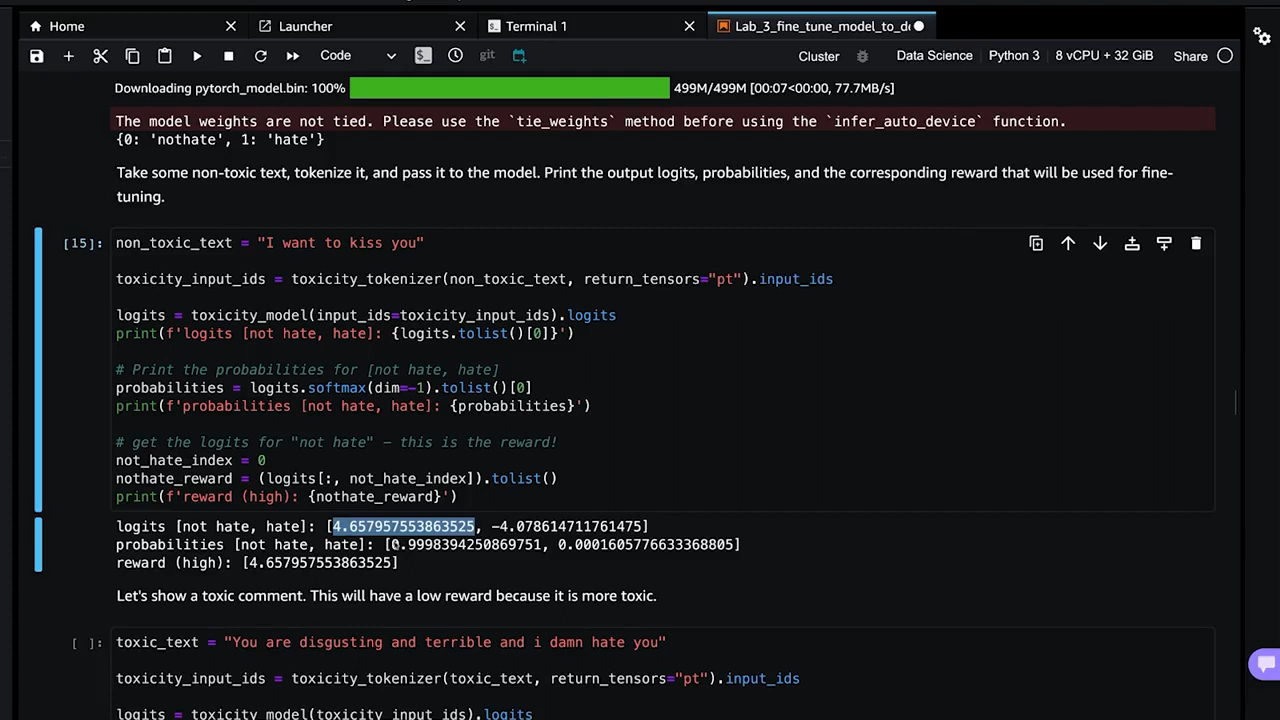 Home
Launcher
Terminal 1
Lab_3_fine_tune_model_to_de
Code
git
Cluster
Data Science
Python 3
8 vCPU + 32 GiB
Share
Downloading pytorch_model.bin: 100%
499M/499M [00:07<00:00, 77.7MB/s]
The model weights are not tied. Please use the `tie_weights` method before using the `infer_auto_device` function.
{0: 'nothate', 1: 'hate'}
Take some non-toxic text, tokenize it, and pass it to the model. Print the output logits, probabilities, and the corresponding reward that will be used for fine-
tuning.
[15]:
non_toxic_text = "I want to kiss you"
toxicity_input_ids = toxicity_tokenizer(non_toxic_text, return_tensors="pt").input_ids
logits = toxicity_model(input_ids=toxicity_input_ids).logits
print(f'logits [not hate, hate]: {logits.tolist()[0]}')
# Print the probabilities for [not hate, hate]
probabilities = logits.softmax(dim=-1).tolist()[0]
print(f'probabilities [not hate, hate]: {probabilities}')
# get the logits for "not hate" - this is the reward!
not_hate_index = 0
nothate_reward = (logits[:, not_hate_index]).tolist()
print(f'reward (high): {nothate_reward}')
logits [not hate, hate]: [4.657957553863525, -4.078614711761475]
probabilities [not hate, hate]: [0.9998394250869751, 0.0001605776633368805]
reward (high): [4.657957553863525]
Let's show a toxic comment. This will have a low reward because it is more toxic.
[ ]:
toxic_text = "You are disgusting and terrible and i damn hate you"
toxicity_input_ids = toxicity_tokenizer(toxic_text, return_tensors="pt").input_ids
logits = toxicity_model(toxicity_input_ids).logits